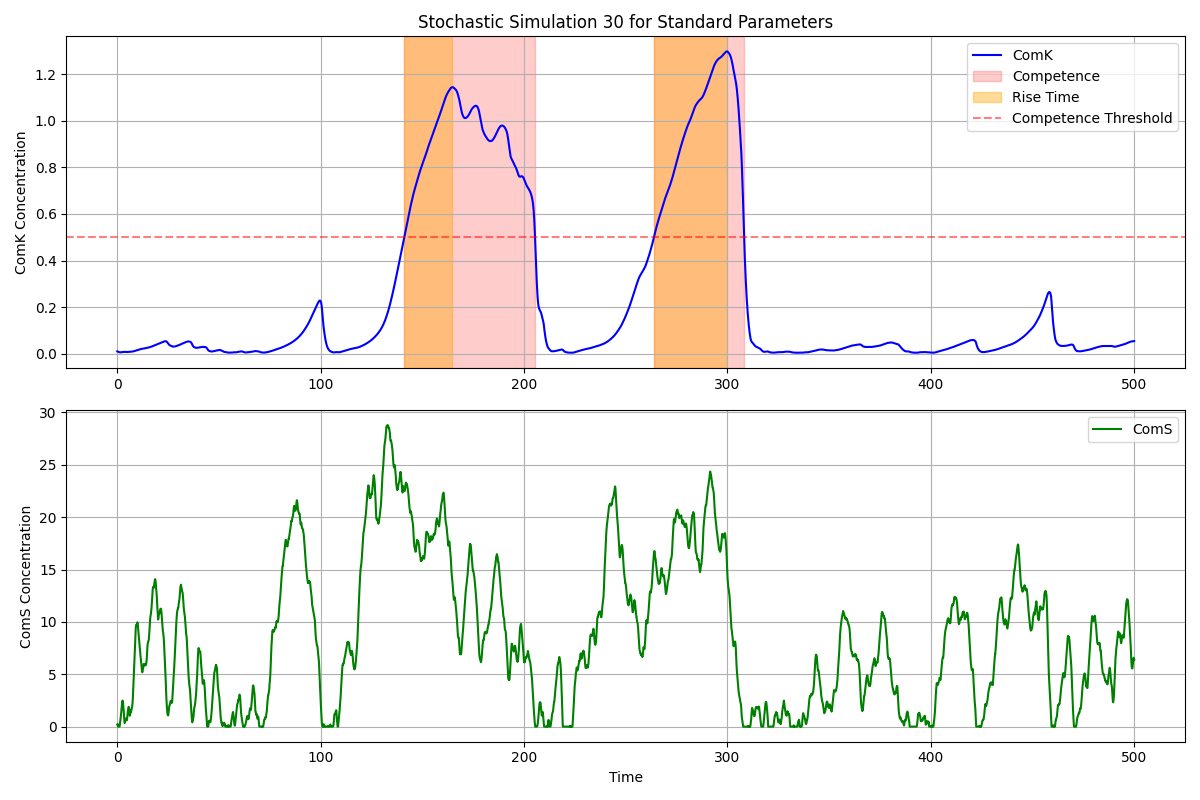 Stochastic Simulation 30 for Standard Parameters
ComK Concentration
1.2
1.0
0.8
0.6
0.4
0.2
0.0
ComK
Competence
Rise Time
Competence Threshold
0 100 200 300 400 500
ComS Concentration
30
25
20
15
10
5
0
ComS
0 100 200 300 400 500
Time